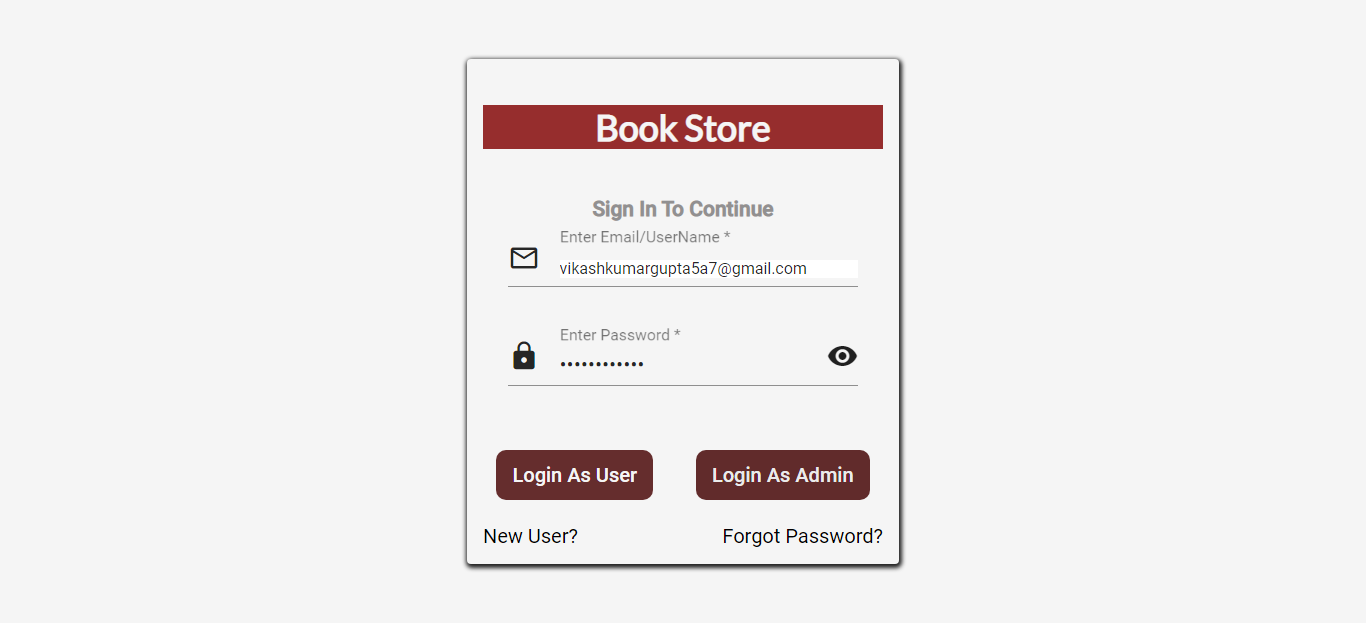 Book Store
Sign In To Continue
Enter Email/UserName *
vikashkumargupta5a7@gmail.com
Enter Password *
••••••••••••
Login As User
Login As Admin
New User?
Forgot Password?